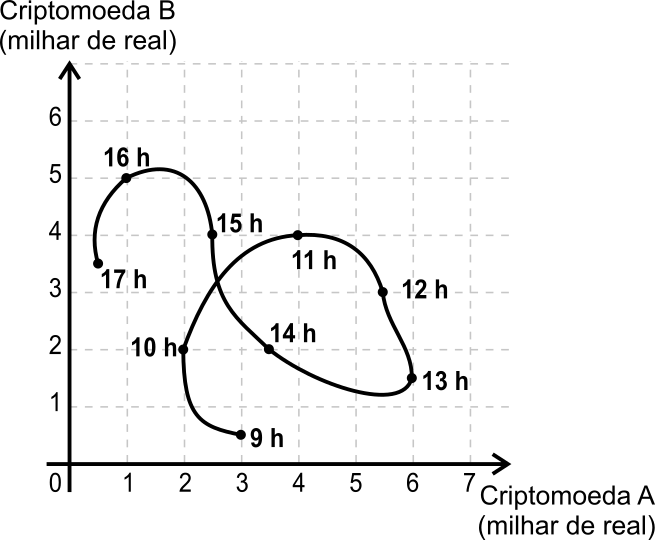 Criptomoeda B
(milhar de real)
6
5
4
3
2
1
0
1
2
3
4
5
6
7
16 h
15 h
17 h
11 h
12 h
14 h
10 h
13 h
9 h
Criptomoeda A
(milhar de real)